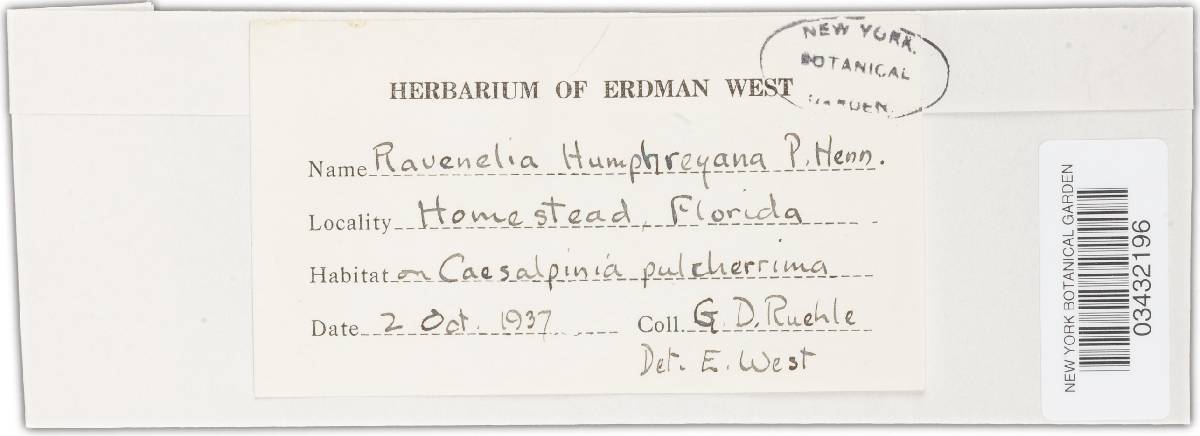 NEW YORK
BOTANICAL
GARDEN.
HERBARIUM OF ERDMAN WEST
Name Ravenelia Humphreyana P. Henn.
Locality Homestead, Florida
Habitat on Caesalpinia pulcherrima
Date 2 Oct. 1937 Coll. G. D. Ruehle
Det. E. West
NEW YORK BOTANICAL GARDEN
03432196